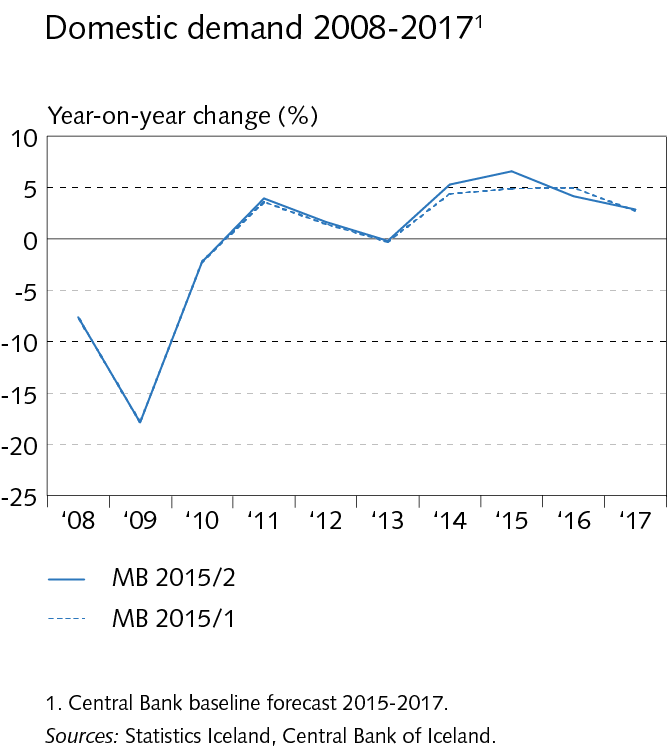 Domestic demand 2008-2017¹
Year-on-year change (%)
10
5
0
-5
-10
-15
-20
-25
‘08 ‘09 ‘10 ‘11 ‘12 ‘13 ‘14 ‘15 ‘16 ‘17
MB 2015/2
MB 2015/1
1. Central Bank baseline forecast 2015-2017.
Sources: Statistics Iceland, Central Bank of Iceland.